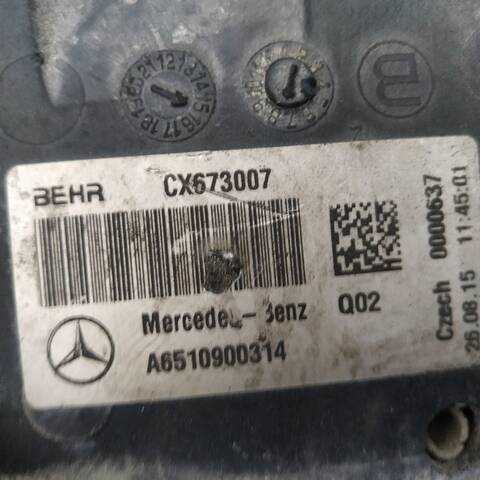 BEHR CX673007
Mercedes-Benz Q02
A6510900314
Czech 0000637
26.08.15 11:45:01